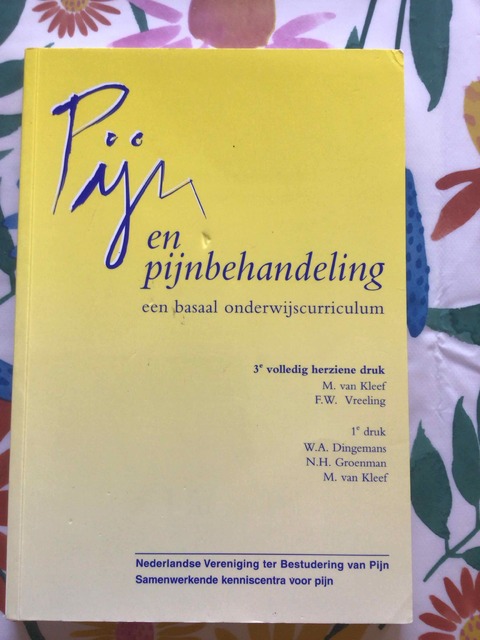 Pijn
en
pijnbehandeling
een basaal onderwijscurriculum
3e volledig herziene druk
M. van Kleef
F.W. Vreeling
1e druk
W.A. Dingemans
N.H. Groenman
M. van Kleef
Nederlandse Vereniging ter Bestudering van Pijn
Samenwerkende kenniscentra voor pijn